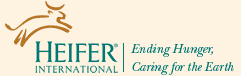 HEIFER®
INTERNATIONAL
Ending Hunger,
Caring for the Earth